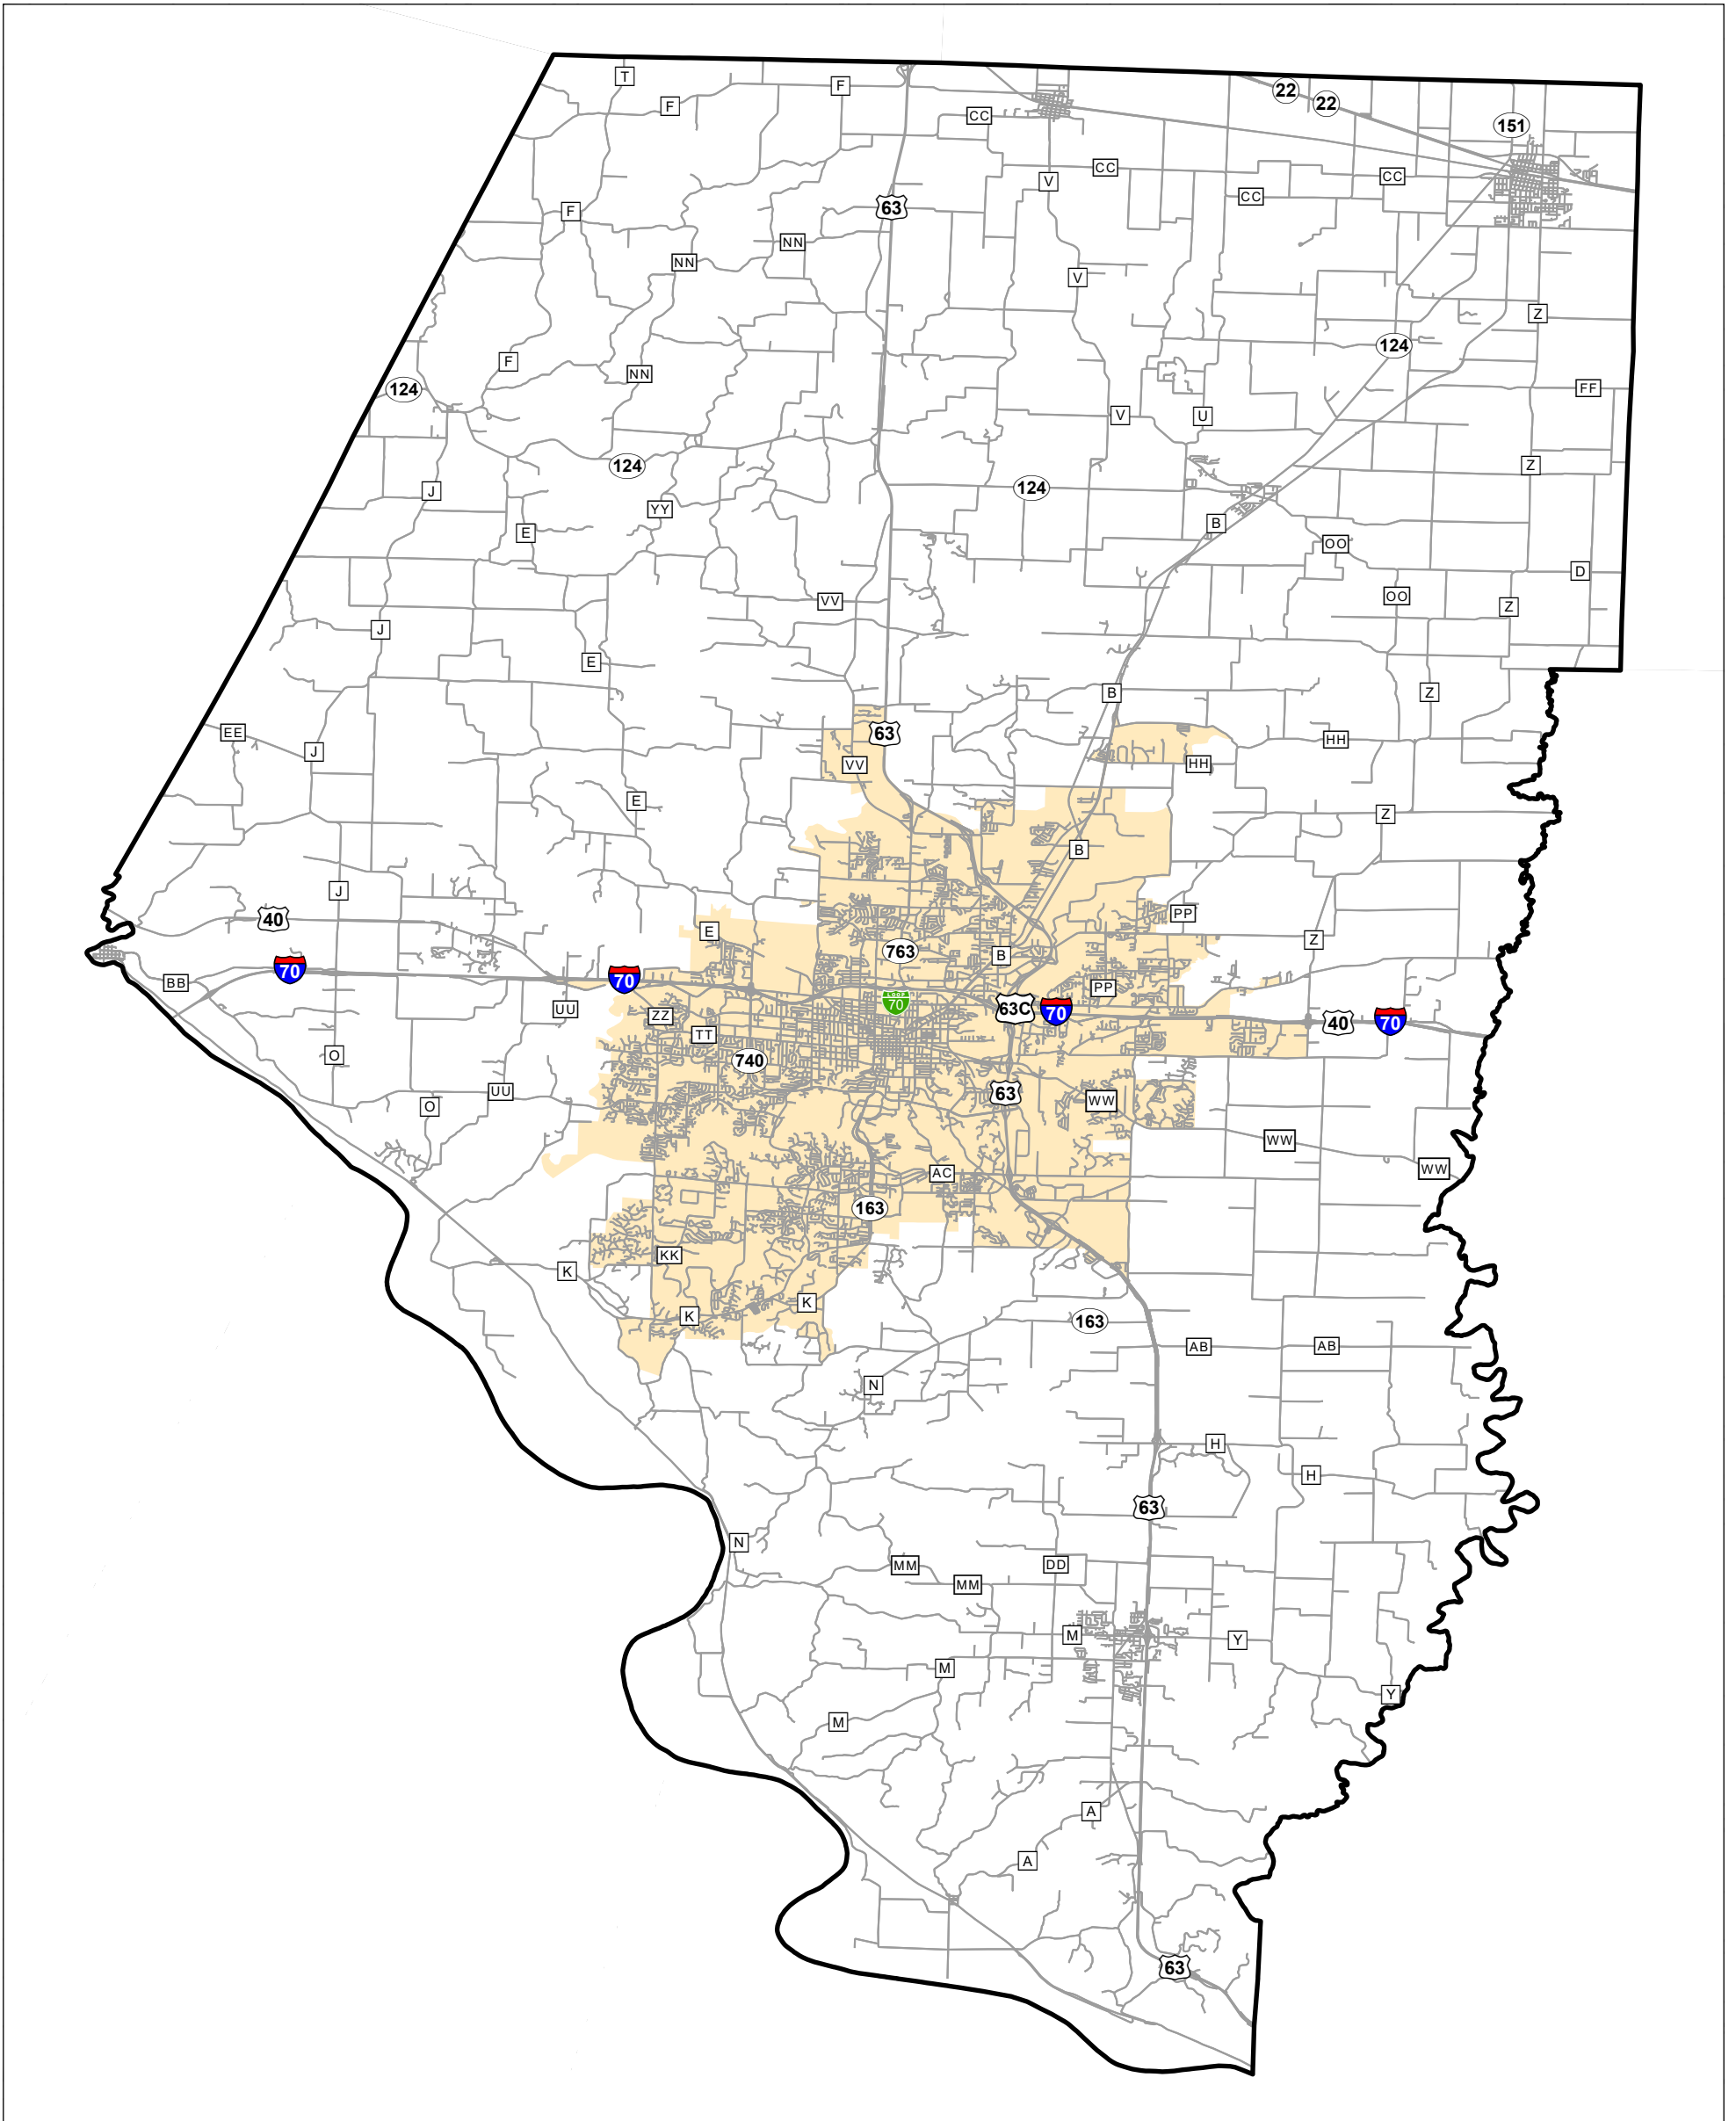 T
F
F
22
22
CC
151
CC
CC
V
CC
63
F
NN
NN
V
Z
124
F
NN
124
FF
V
U
124
Z
J
124
YY
B
E
OO
D
OO
VV
Z
J
E
B
Z
EE
63
HH
J
VV
HH
E
Z
B
J
PP
40
E
Z
763
B
70
70
BB
PP
LOOP
70
UU
63C
70
ZZ
40
70
TT
O
740
UU
63
WW
O
WW
WW
AC
163
KK
K
K
K
163
AB
AB
N
H
H
63
N
MM
DD
MM
M
Y
M
Y
M
A
A
63